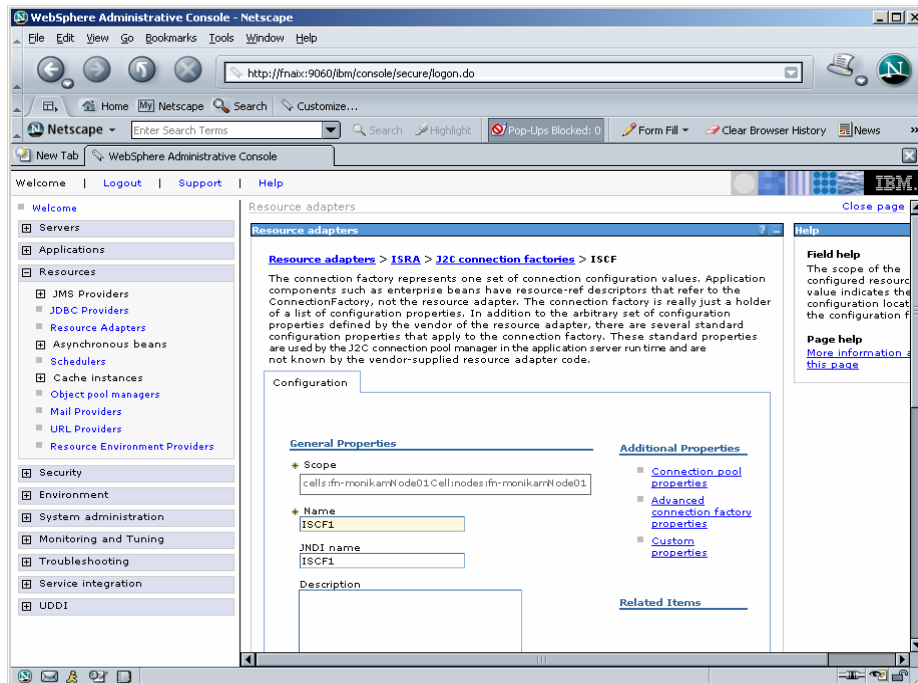 WebSphere Administrative Console - Netscape
File Edit View Go Bookmarks Tools Window Help
http://fnaix:9060/ibm/console/secure/logon.do
Home My Netscape Search Customize...
Netscape Enter Search Terms Search Highlight Pop-Ups Blocked: 0 Form Fill Clear Browser History News »
New Tab WebSphere Administrative Console
Welcome | Logout | Support | Help
IBM.
Welcome
Servers
Applications
Resources
JMS Providers
JDBC Providers
Resource Adapters
Asynchronous beans
Schedulers
Cache instances
Object pool managers
Mail Providers
URL Providers
Resource Environment Providers
Security
Environment
System administration
Monitoring and Tuning
Troubleshooting
Service integration
UDDI
Resource adapters
Close page
Resource adapters ? –
Resource adapters > ISRA > J2C connection factories > ISCF
The connection factory represents one set of connection configuration values. Application
components such as enterprise beans have resource-ref descriptors that refer to the
ConnectionFactory, not the resource adapter. The connection factory is really just a holder
of a list of configuration properties. In addition to the arbitrary set of configuration
properties defined by the vendor of the resource adapter, there are several standard
configuration properties that apply to the connection factory. These standard properties
are used by the J2C connection pool manager in the application server run time and are
not known by the vendor-supplied resource adapter code.
Configuration
General Properties
* Scope
cells:fn-monikamNode01Cell:nodes:fn-monikamNode01
* Name
ISCF1
JNDI name
ISCF1
Description
Additional Properties
Connection pool
properties
Advanced
connection factory
properties
Custom
properties
Related Items
Help
Field help
The scope of the
configured resourc
value indicates the
configuration locat
the configuration f
Page help
More information a
this page